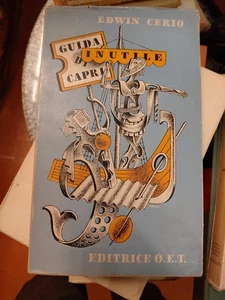 EDWIN CERIO
GUIDA
INUTILE
CAPRI
EDITRICE O.E.T.